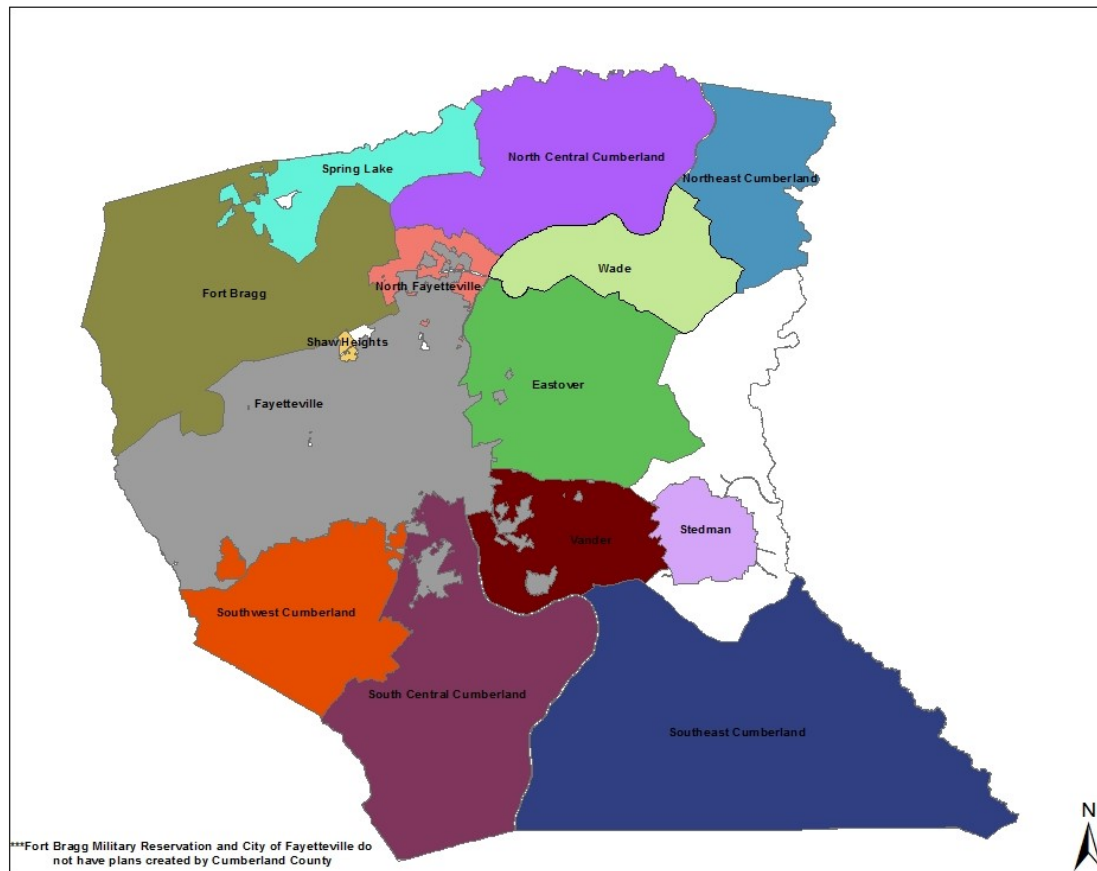 North Central Cumberland
Spring Lake
Northeast Cumberland
Wade
North Fayetteville
Fort Bragg
Shaw Heights
Eastover
Fayetteville
Stedman
Vander
Southwest Cumberland
South Central Cumberland
Southeast Cumberland
N
***Fort Bragg Military Reservation and City of Fayetteville do
not have plans created by Cumberland County